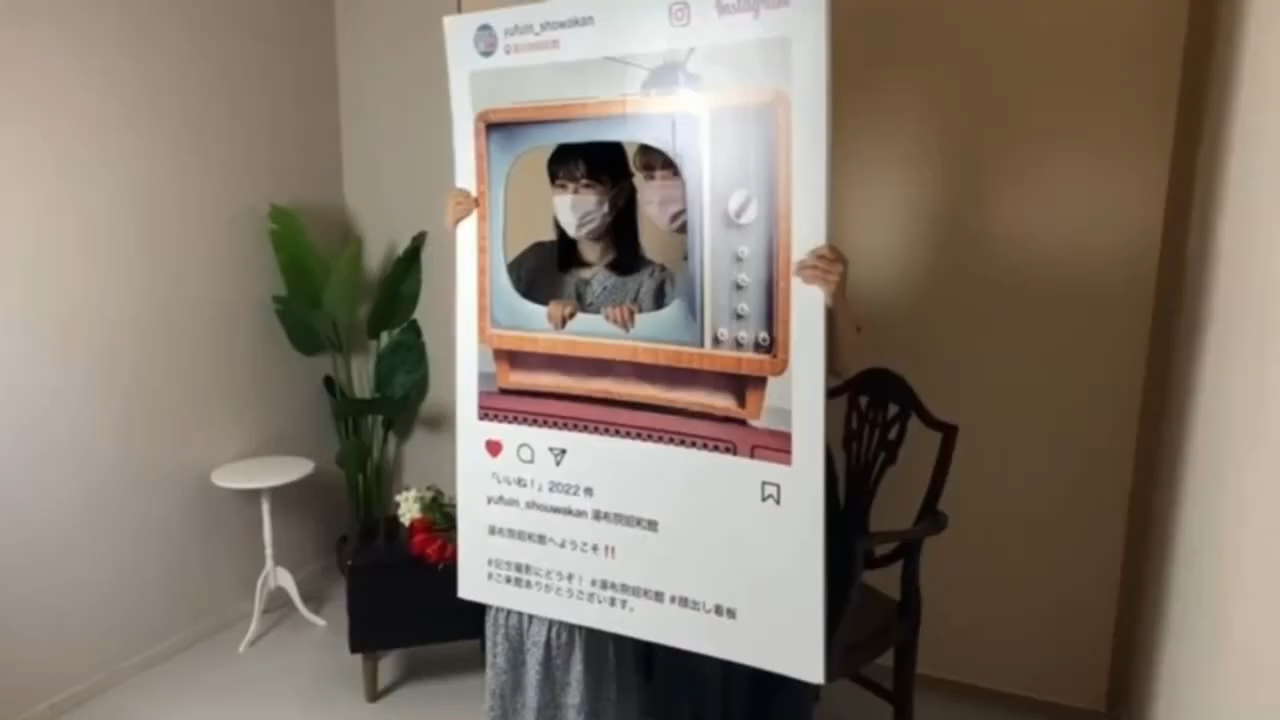 yufuin_showakan
Instagram
「いいね！」2022 件
yufuin_shouwakan 湯布院昭和館
湯布院昭和館へようこそ‼
#記念撮影にどうぞ！ #湯布院昭和館 #顔出し看板
#ご来館ありがとうございます。